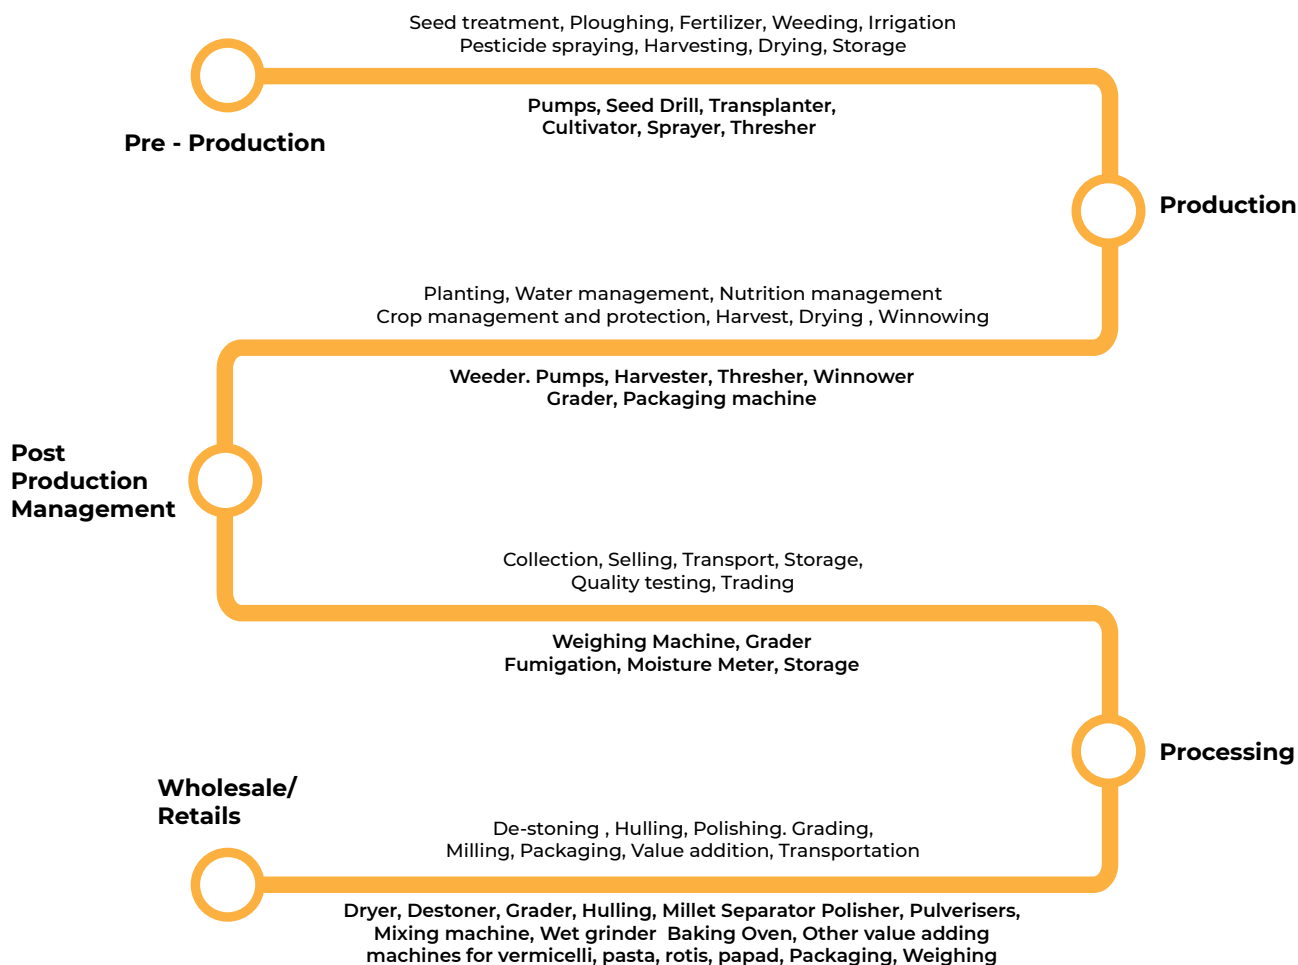 Seed treatment, Ploughing, Fertilizer, Weeding, Irrigation
Pesticide spraying, Harvesting, Drying, Storage
Pumps, Seed Drill, Transplanter,
Cultivator, Sprayer, Thresher
Pre - Production
Production
Planting, Water management, Nutrition management
Crop management and protection, Harvest, Drying , Winnowing
Weeder. Pumps, Harvester, Thresher, Winnower
Grader, Packaging machine
Post
Production
Management
Collection, Selling, Transport, Storage,
Quality testing, Trading
Weighing Machine, Grader
Fumigation, Moisture Meter, Storage
Processing
Wholesale/
Retails
De-stoning , Hulling, Polishing. Grading,
Milling, Packaging, Value addition, Transportation
Dryer, Destoner, Grader, Hulling, Millet Separator Polisher, Pulverisers,
Mixing machine, Wet grinder  Baking Oven, Other value adding
machines for vermicelli, pasta, rotis, papad, Packaging, Weighing